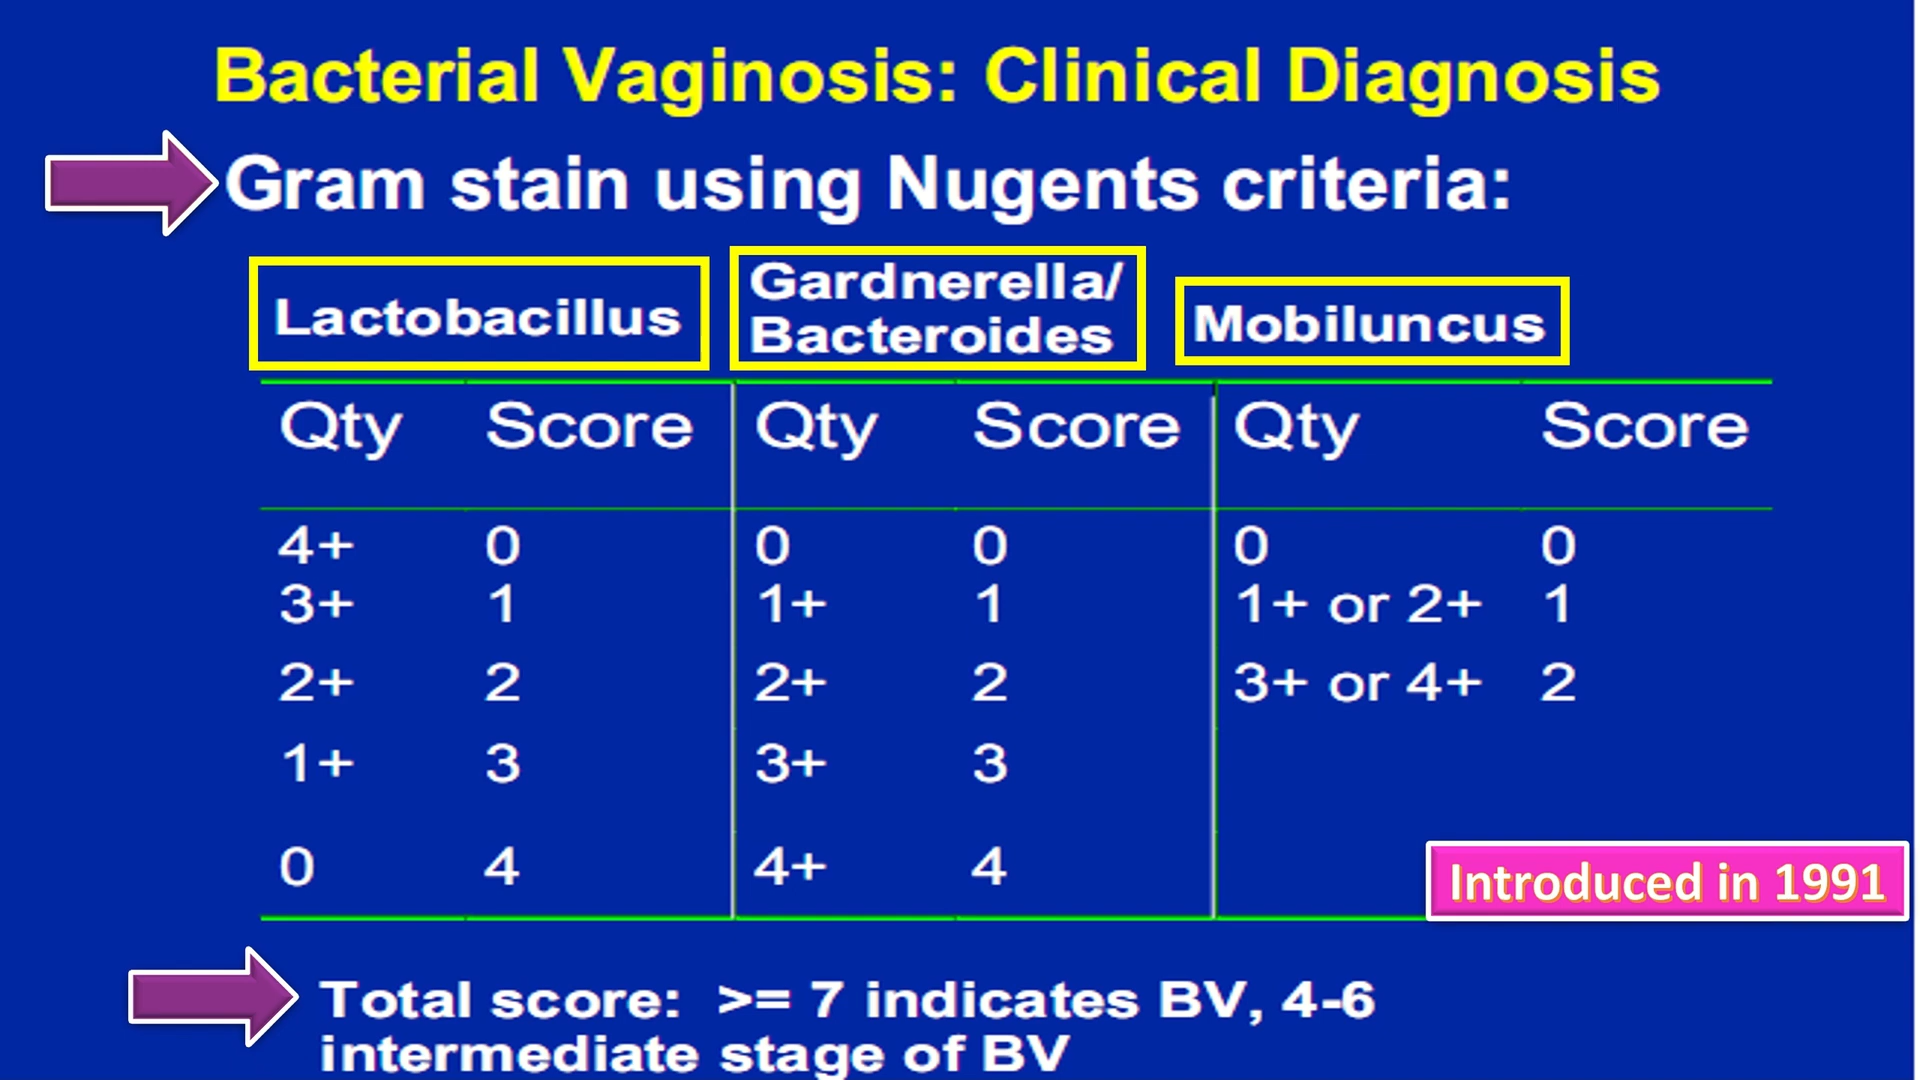 Bacterial Vaginosis: Clinical Diagnosis
Gram stain using Nugents criteria:
Lactobacillus
Gardnerella/
Bacteroides
Mobiluncus
Qty Score Qty Score Qty Score
4+ 0 0 0 0 0
3+ 1 1+ 1 1+ or 2+ 1
2+ 2 2+ 2 3+ or 4+ 2
1+ 3 3+ 3
0 4 4+ 4
Introduced in 1991
Total score: >= 7 indicates BV, 4-6
intermediate stage of BV